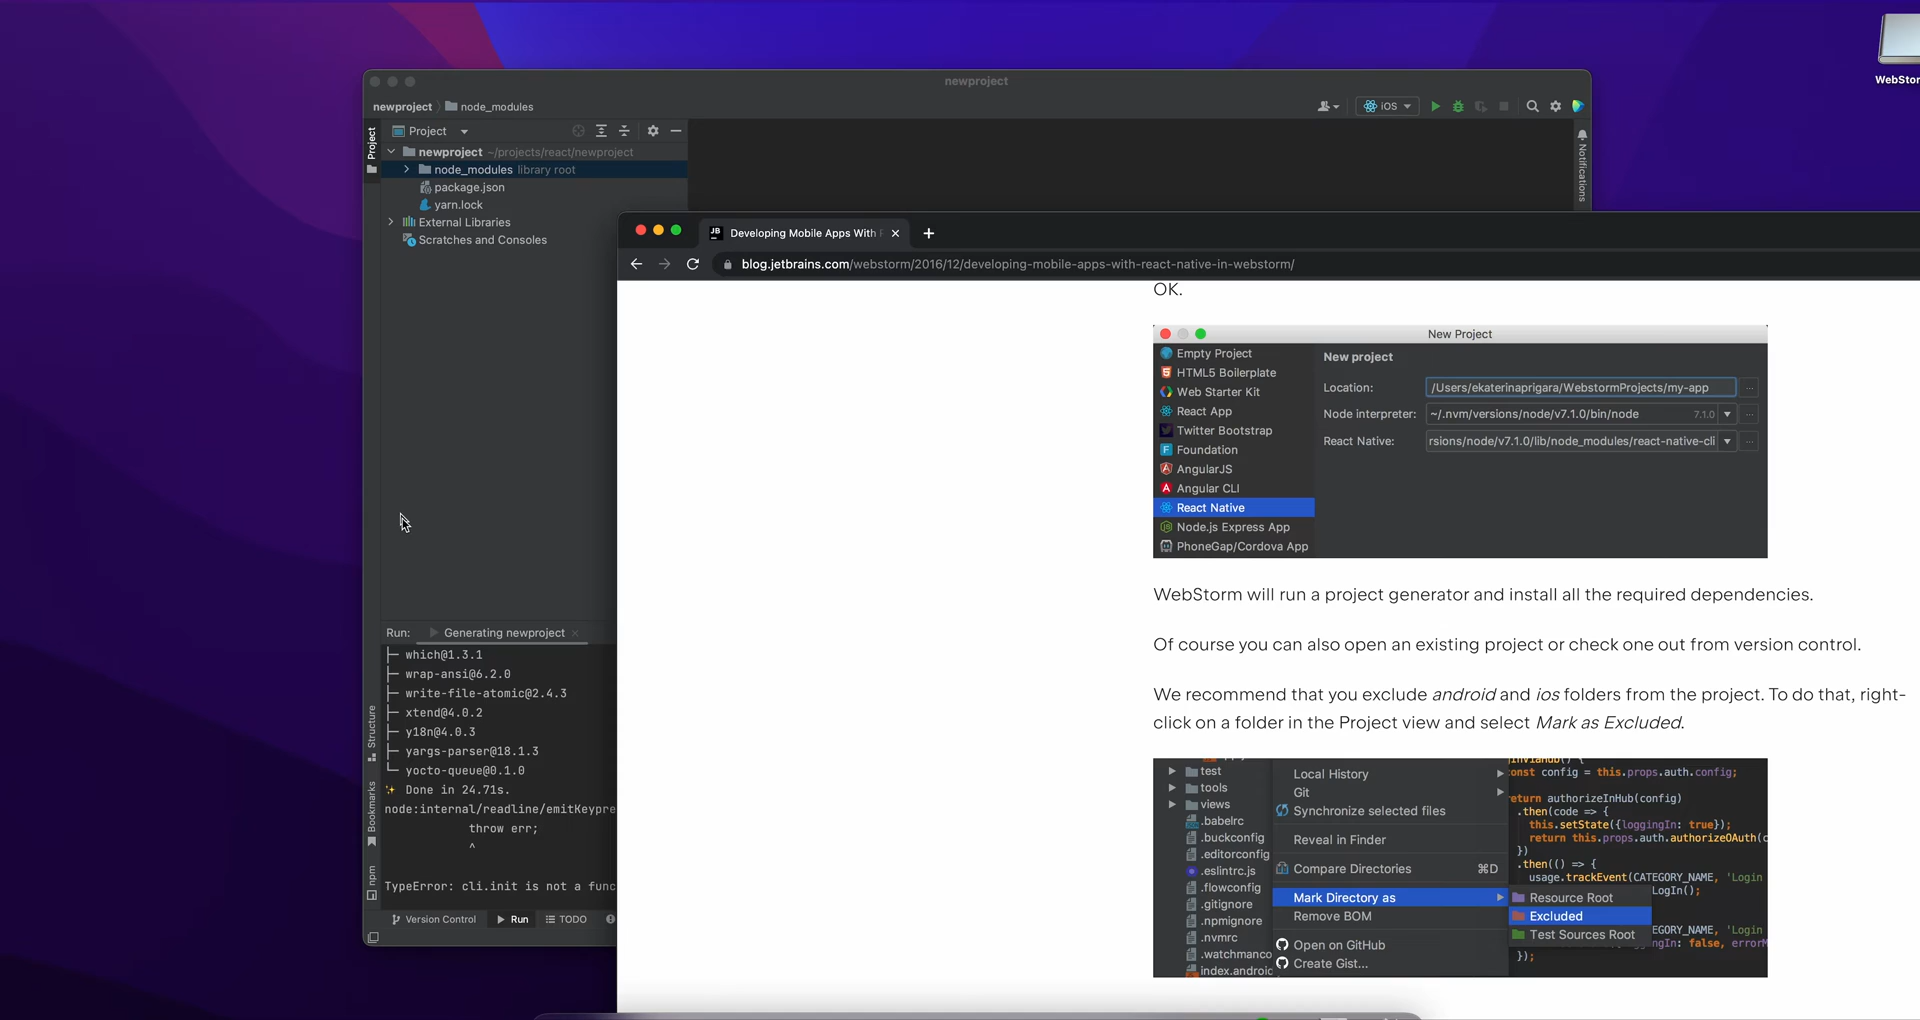 WebStor
newproject
newproject
node_modules
iOS
Project
Project
newproject ~/projects/react/newproject
node_modules library root
package.json
yarn.lock
External Libraries
Scratches and Consoles
Notifications
Developing Mobile Apps With
blog.jetbrains.com/webstorm/2016/12/developing-mobile-apps-with-react-native-in-webstorm/
OK.
New Project
Empty Project
HTML5 Boilerplate
Web Starter Kit
React App
Twitter Bootstrap
Foundation
AngularJS
Angular CLI
React Native
Node.js Express App
PhoneGap/Cordova App
New project
Location: /Users/ekaterinaprigara/WebstormProjects/my-app
Node interpreter: ~/.nvm/versions/node/v7.1.0/bin/node 7.1.0
React Native: rsions/node/v7.1.0/lib/node_modules/react-native-cli
WebStorm will run a project generator and install all the required dependencies.
Of course you can also open an existing project or check one out from version control.
We recommend that you exclude android and ios folders from the project. To do that, right-
click on a folder in the Project view and select Mark as Excluded.
test
tools
views
.babelrc
.buckconfig
.editorconfig
.eslintrc.js
.flowconfig
.gitignore
.npmignore
.nvmrc
.watchmanco
index.android
Local History
Git
Synchronize selected files
Reveal in Finder
Compare Directories ⌘D
Mark Directory as
Remove BOM
Open on GitHub
Create Gist...
Resource Root
Excluded
Test Sources Root
const config = this.props.auth.config;
return authorizeInHub(config)
.then(code => {
this.setState({loggingIn: true});
return this.props.auth.authorizeOAuth(c
})
.then(() => {
usage.trackEvent(CATEGORY_NAME, 'Login
LogIn();
EGORY_NAME, 'Login
ngIn: false, errorM
});
Run: Generating newproject
├─ which@1.3.1
├─ wrap-ansi@6.2.0
├─ write-file-atomic@2.4.3
├─ xtend@4.0.2
├─ y18n@4.0.3
├─ yargs-parser@18.1.3
└─ yocto-queue@0.1.0
✨ Done in 24.71s.
node:internal/readline/emitKeypre
throw err;
^
TypeError: cli.init is not a func
Structure
Bookmarks
npm
Version Control
Run
TODO